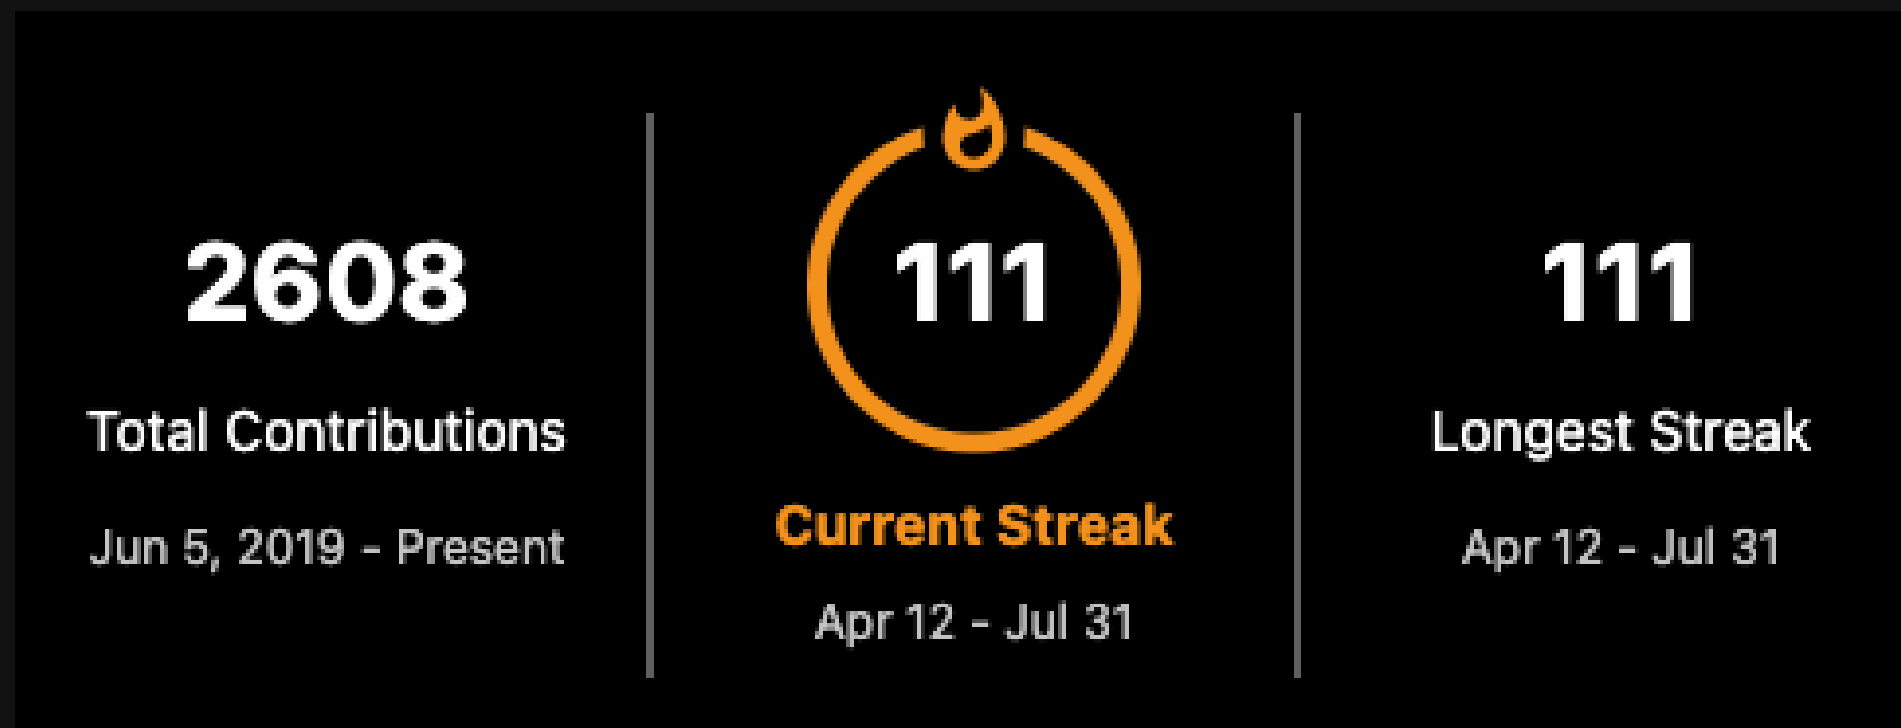 2608
Total Contributions
Jun 5, 2019 - Present
111
Current Streak
Apr 12 - Jul 31
111
Longest Streak
Apr 12 - Jul 31